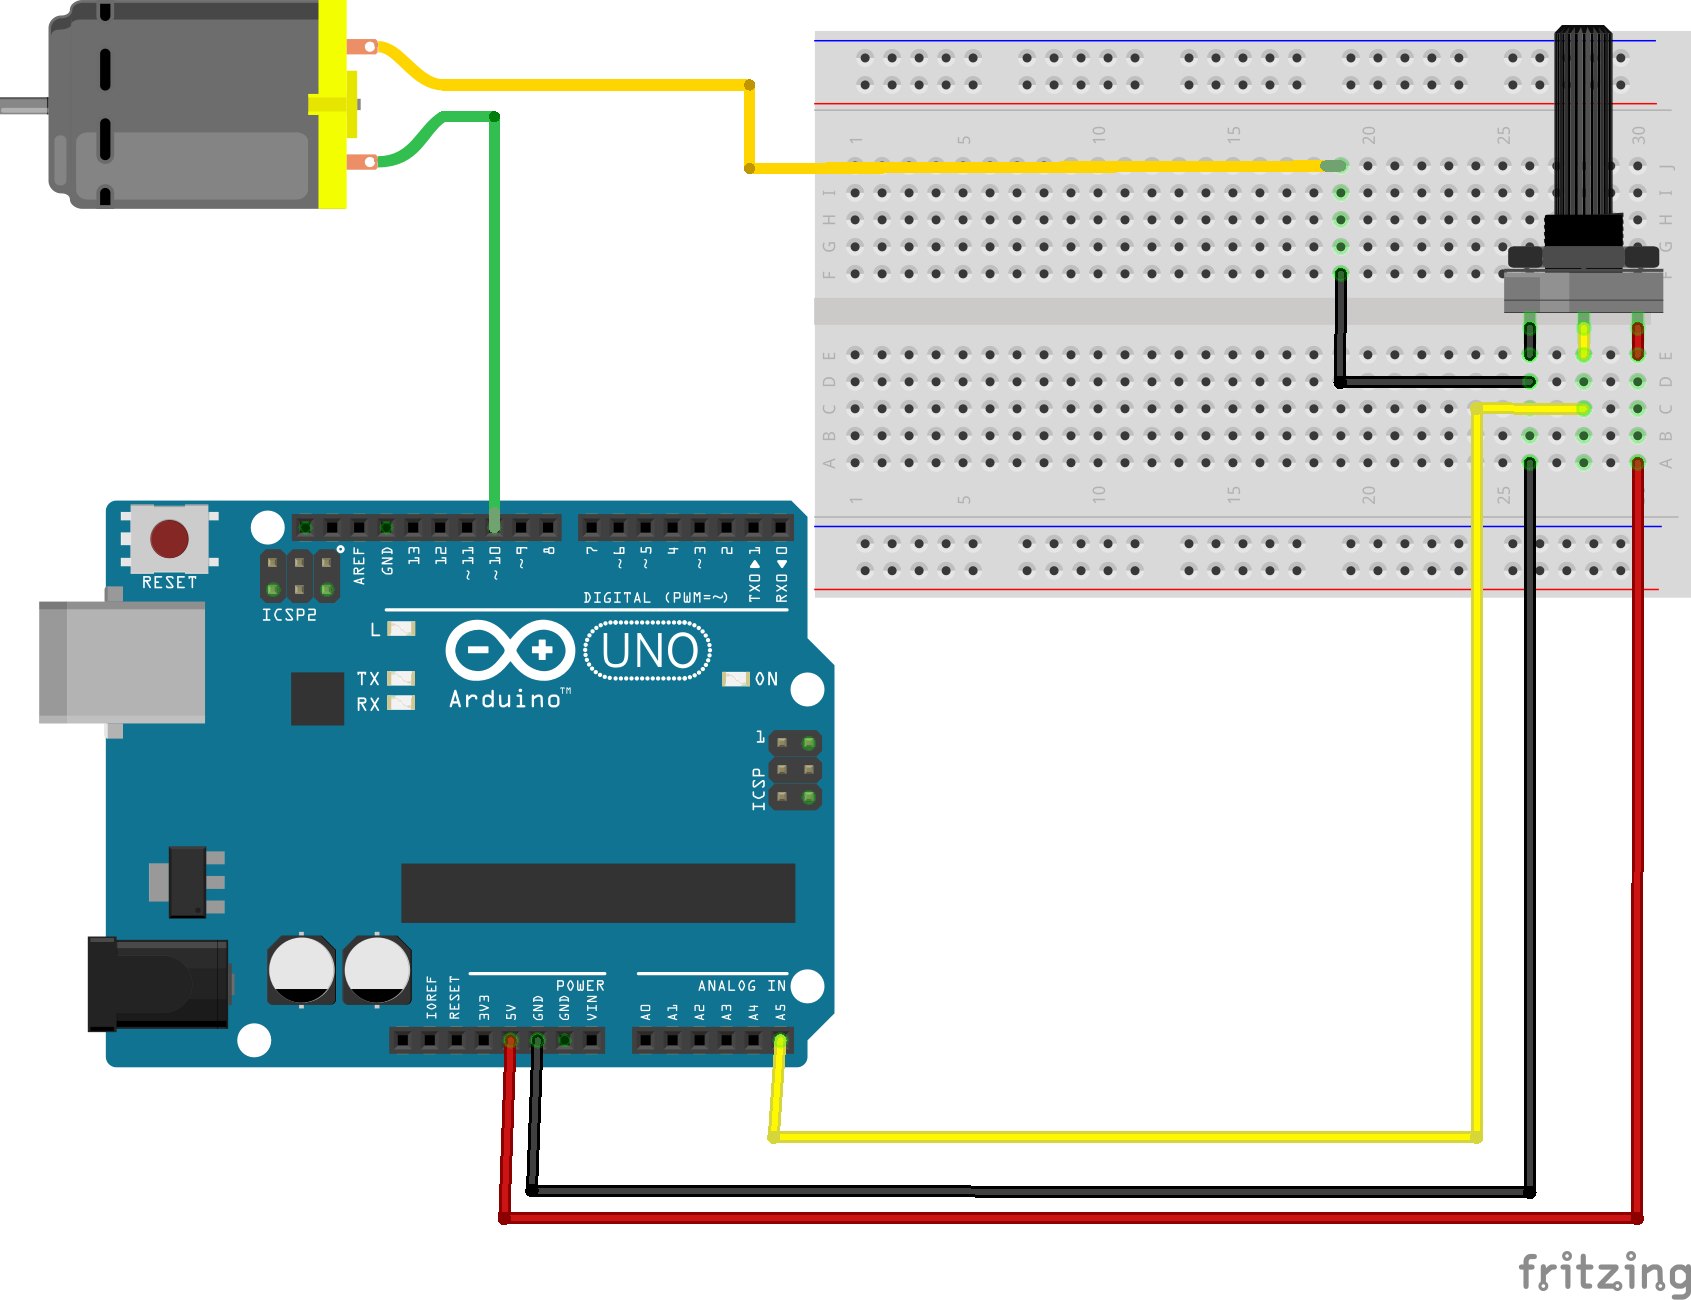 1 5 10 15 20 25 30
J J
I I
H H
G G
F F
E E
D D
C C
B B
A A
1 5 10 15 20 25
RESET
ICSP2
AREF GND 13 12 ~11 ~10 ~9 8 7 ~6 ~5 4 ~3 2 TX0▶1 RX0◀0
DIGITAL (PWM=~)
L
TX
RX
UNO
Arduino™
ON
1
ICSP
POWER
ANALOG IN
IOREF RESET 3V3 5V GND GND VIN A0 A1 A2 A3 A4 A5
fritzing